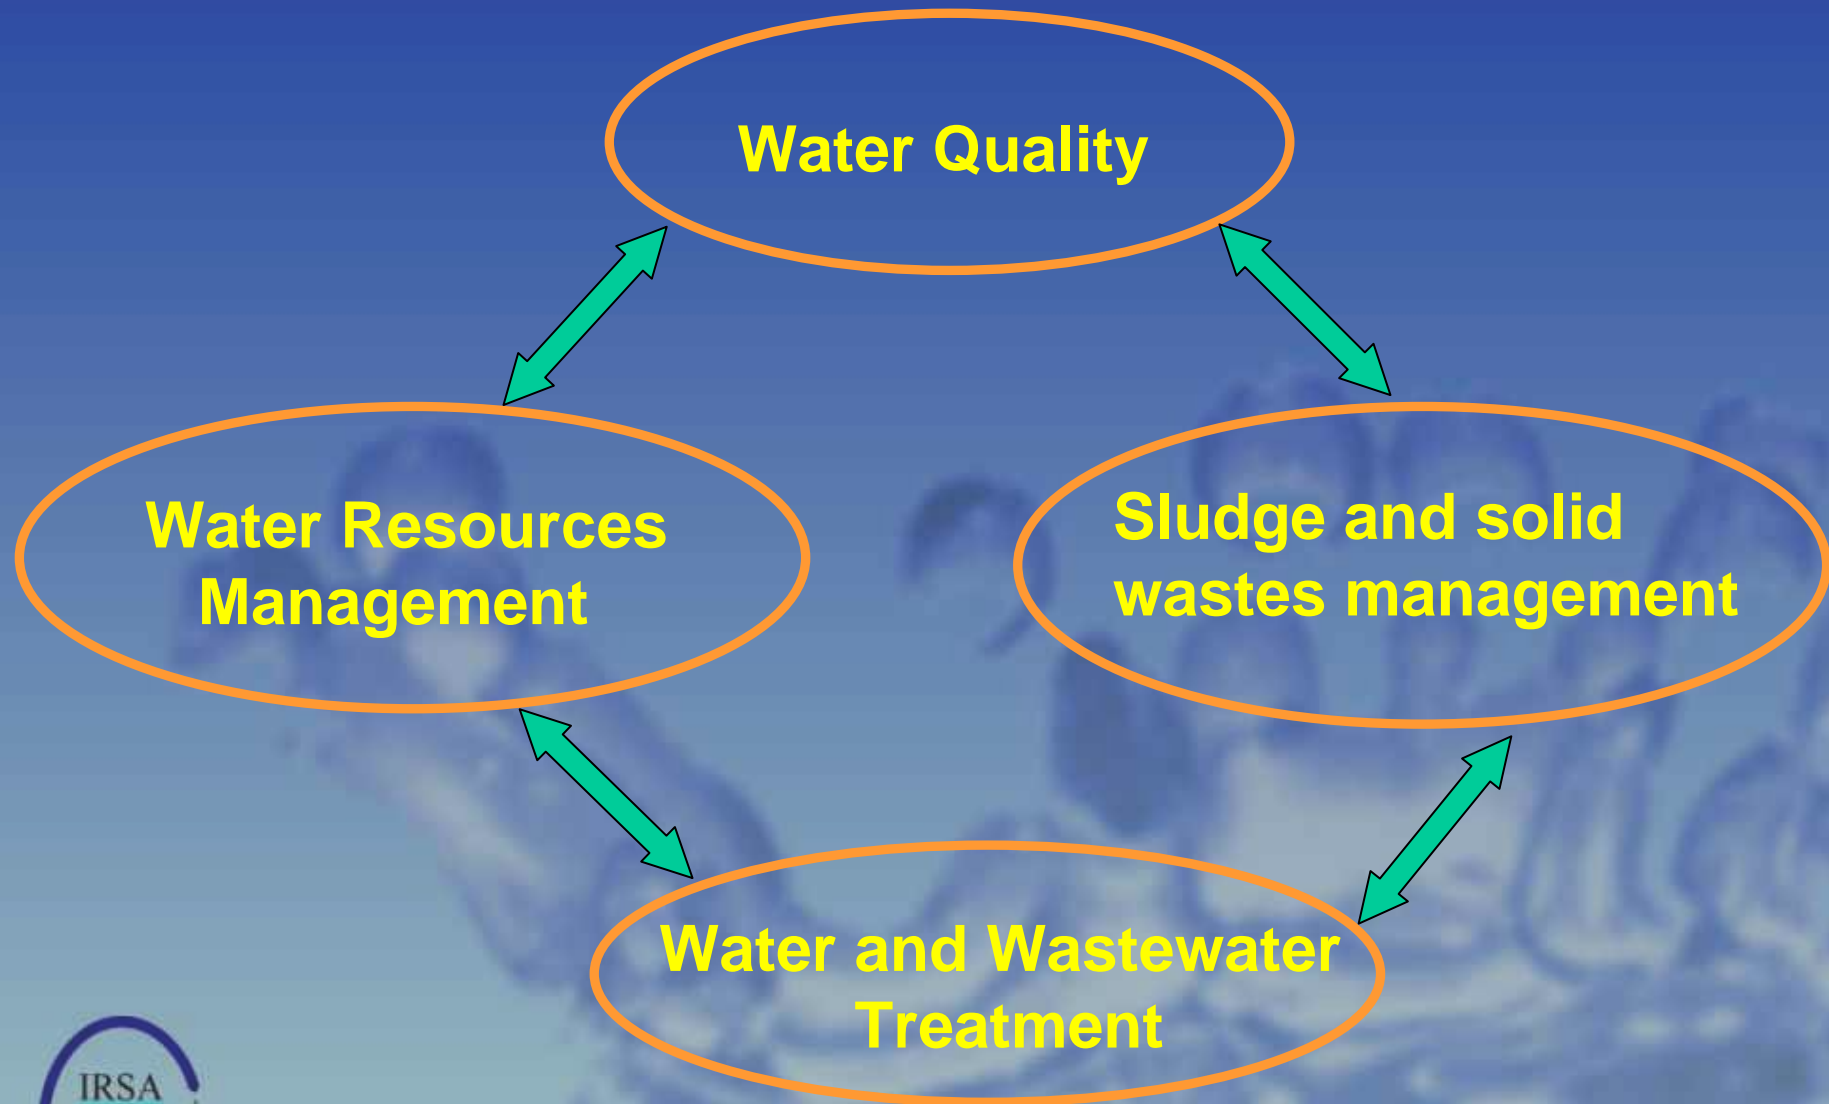 Water Quality
Water Resources
Management
Sludge and solid
wastes management
Water and Wastewater
Treatment
IRSA